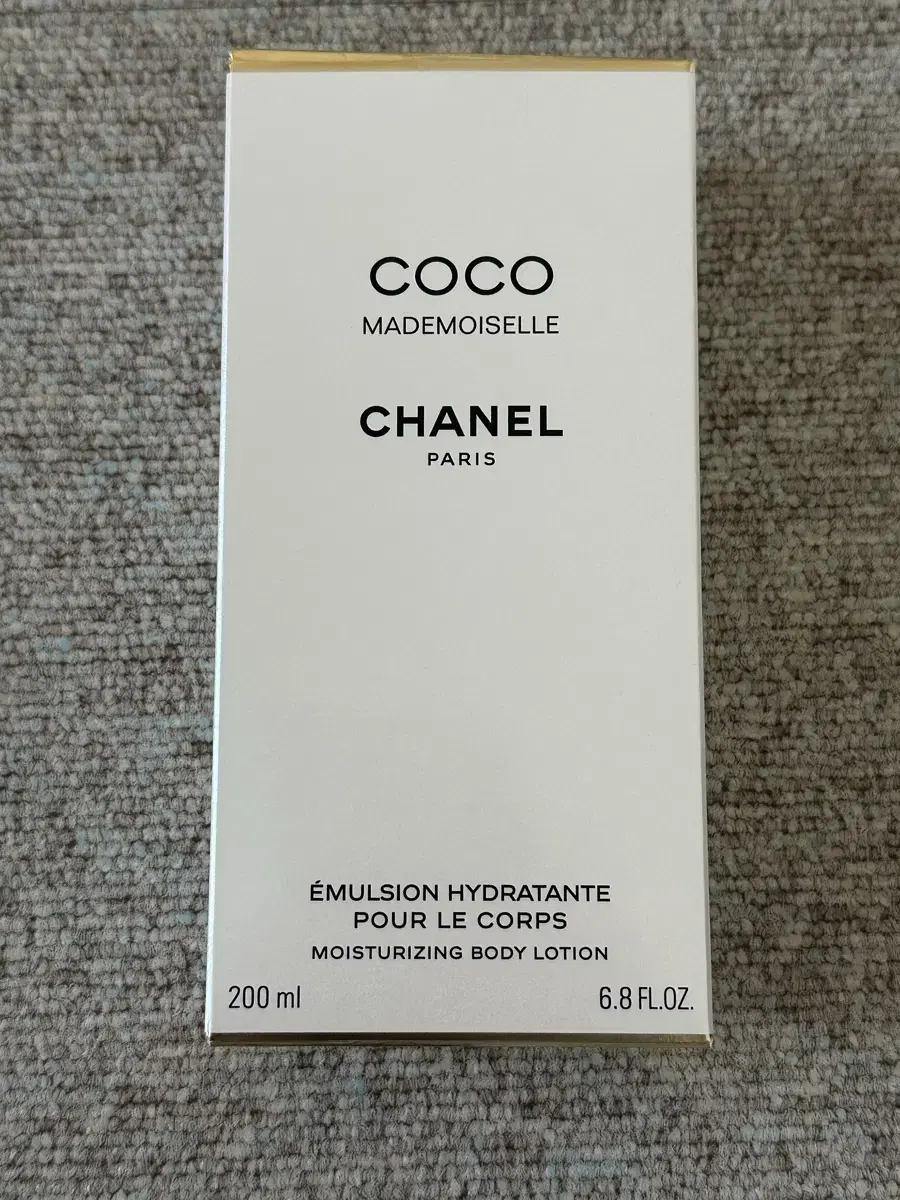 COCO
MADEMOISELLE
CHANEL
PARIS
ÉMULSION HYDRATANTE
POUR LE CORPS
MOISTURIZING BODY LOTION
200 ml 6.8 FL.OZ.